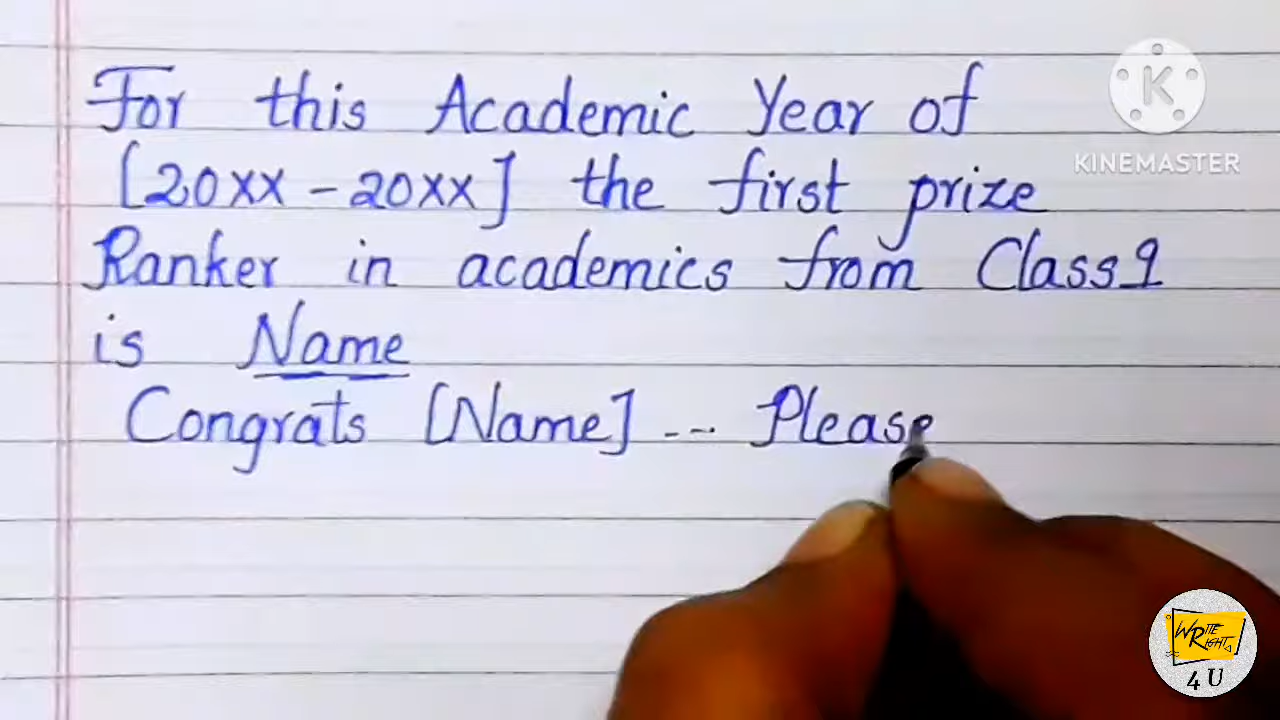 For this Academic Year of
[20xx - 20xx] the first prize
Ranker in academics from Class 1
is Name
Congrats [Name] --- Please
K
KINEMASTER
WRITE
RIGHT
4 U